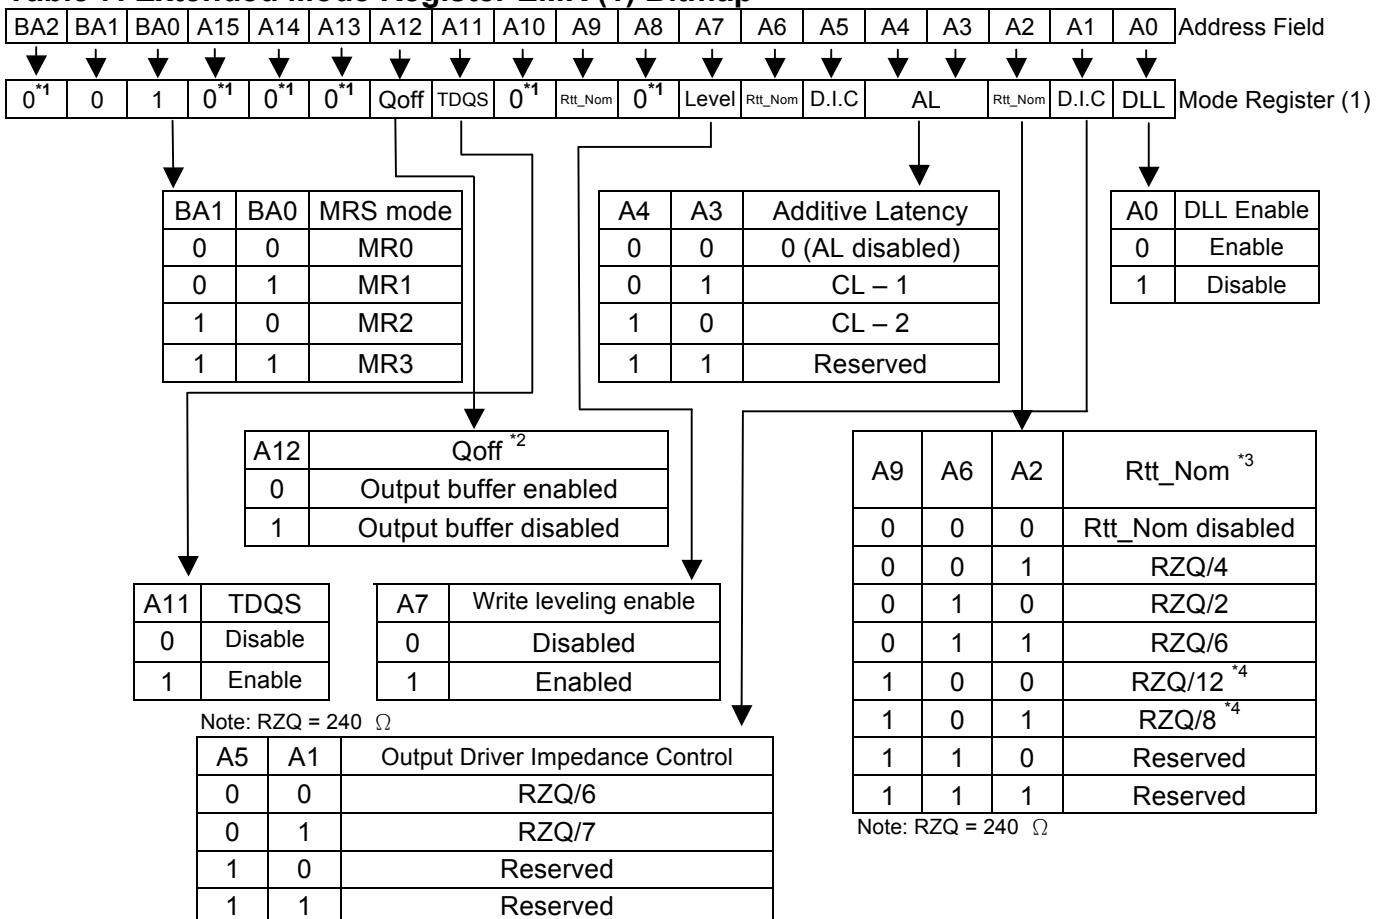 Table 7. Extended Mode Register EMR (1) Bitmap
BA2 BA1 BA0 A15 A14 A13 A12 A11 A10 A9 A8 A7 A6 A5 A4 A3 A2 A1 A0 Address Field
0*1 0 1 0*1 0*1 0*1 Qoff TDQS 0*1 Rtt_Nom 0*1 Level Rtt_Nom D.I.C AL Rtt_Nom D.I.C DLL Mode Register (1)
BA1 BA0 MRS mode
0 0 MR0
0 1 MR1
1 0 MR2
1 1 MR3
A4 A3 Additive Latency
0 0 0 (AL disabled)
0 1 CL – 1
1 0 CL – 2
1 1 Reserved
A0 DLL Enable
0 Enable
1 Disable
A12 Qoff *2
0 Output buffer enabled
1 Output buffer disabled
A9 A6 A2 Rtt_Nom *3
0 0 0 Rtt_Nom disabled
0 0 1 RZQ/4
0 1 0 RZQ/2
0 1 1 RZQ/6
1 0 0 RZQ/12 *4
1 0 1 RZQ/8 *4
1 1 0 Reserved
1 1 1 Reserved
Note: RZQ = 240 Ω
A11 TDQS
0 Disable
1 Enable
A7 Write leveling enable
0 Disabled
1 Enabled
Note: RZQ = 240 Ω
A5 A1 Output Driver Impedance Control
0 0 RZQ/6
0 1 RZQ/7
1 0 Reserved
1 1 Reserved